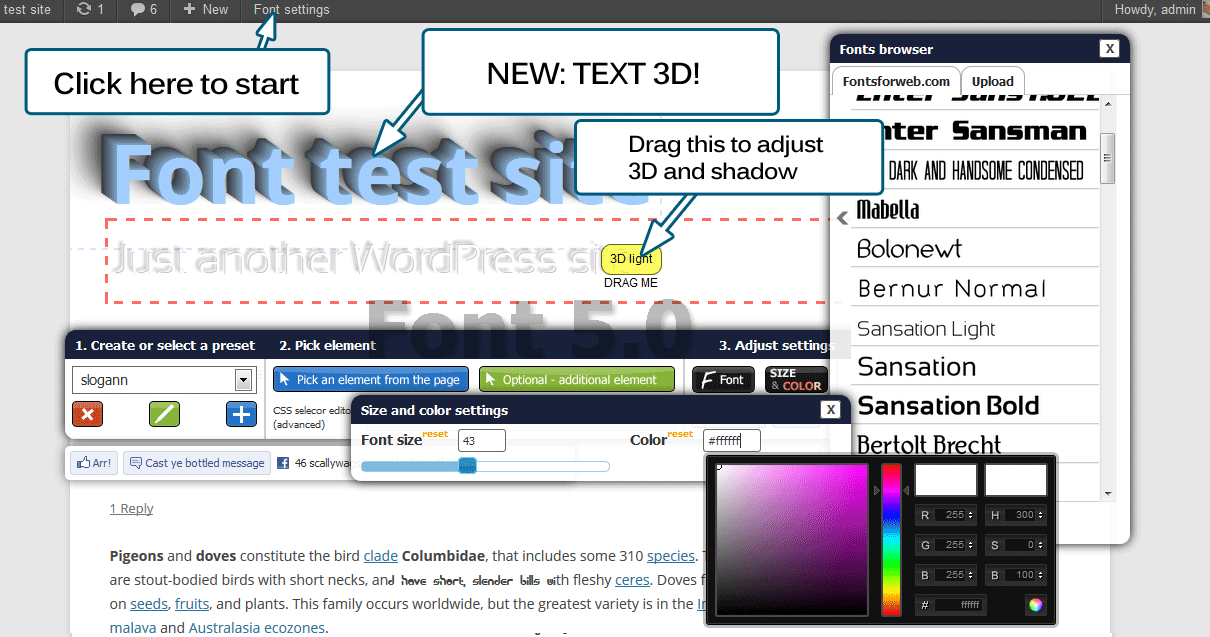 test site 1 6 + New Font settings Howdy, admin
Click here to start
NEW: TEXT 3D!
Font test site
Drag this to adjust
3D and shadow
Just another WordPress si
3D light
DRAG ME
Font 5.0
Fonts browser X
Fontsforweb.com Upload
Enter Sansman
DARK AND HANDSOME CONDENSED
Mabella
Bolonewt
Bernur Normal
Sansation Light
Sansation
Sansation Bold
Bertolt Brecht
1. Create or select a preset 2. Pick element 3. Adjust settings
slogann Pick an element from the page Optional - additional element Font SIZE
& COLOR
CSS selecor edito
(advanced)
Size and color settings X
Font size reset 43 Color reset #ffffff
Arr! Cast ye bottled message 46 scallywa
R 255 H 300
G 255 S 0
B 255 B 100
# ffffff
1 Reply
Pigeons and doves constitute the bird clade Columbidae, that includes some 310 species.
are stout-bodied birds with short necks, and have short, slender bills with fleshy ceres. Doves f
on seeds, fruits, and plants. This family occurs worldwide, but the greatest variety is in the In
malava and Australasia ecozones.